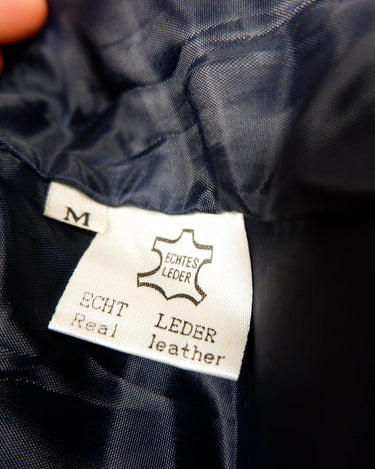 M
ECHTES
LEDER
ECHT LEDER
Real leather